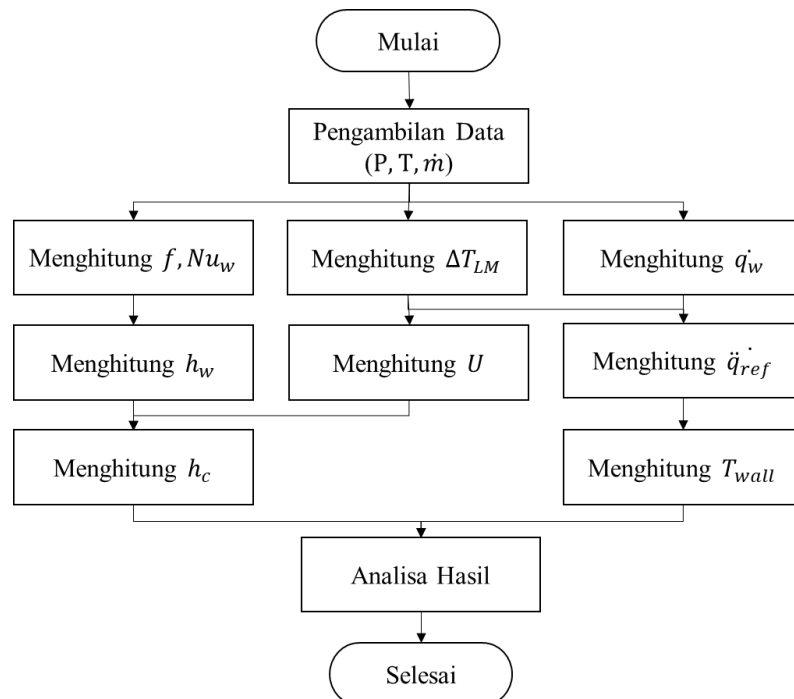 Mulai
Pengambilan Data
(P, T, ṁ)
Menghitung f, Nu_w
Menghitung ΔT_LM
Menghitung q̇_w
Menghitung h_w
Menghitung U
Menghitung q̈̇_ref
Menghitung h_c
Menghitung T_wall
Analisa Hasil
Selesai